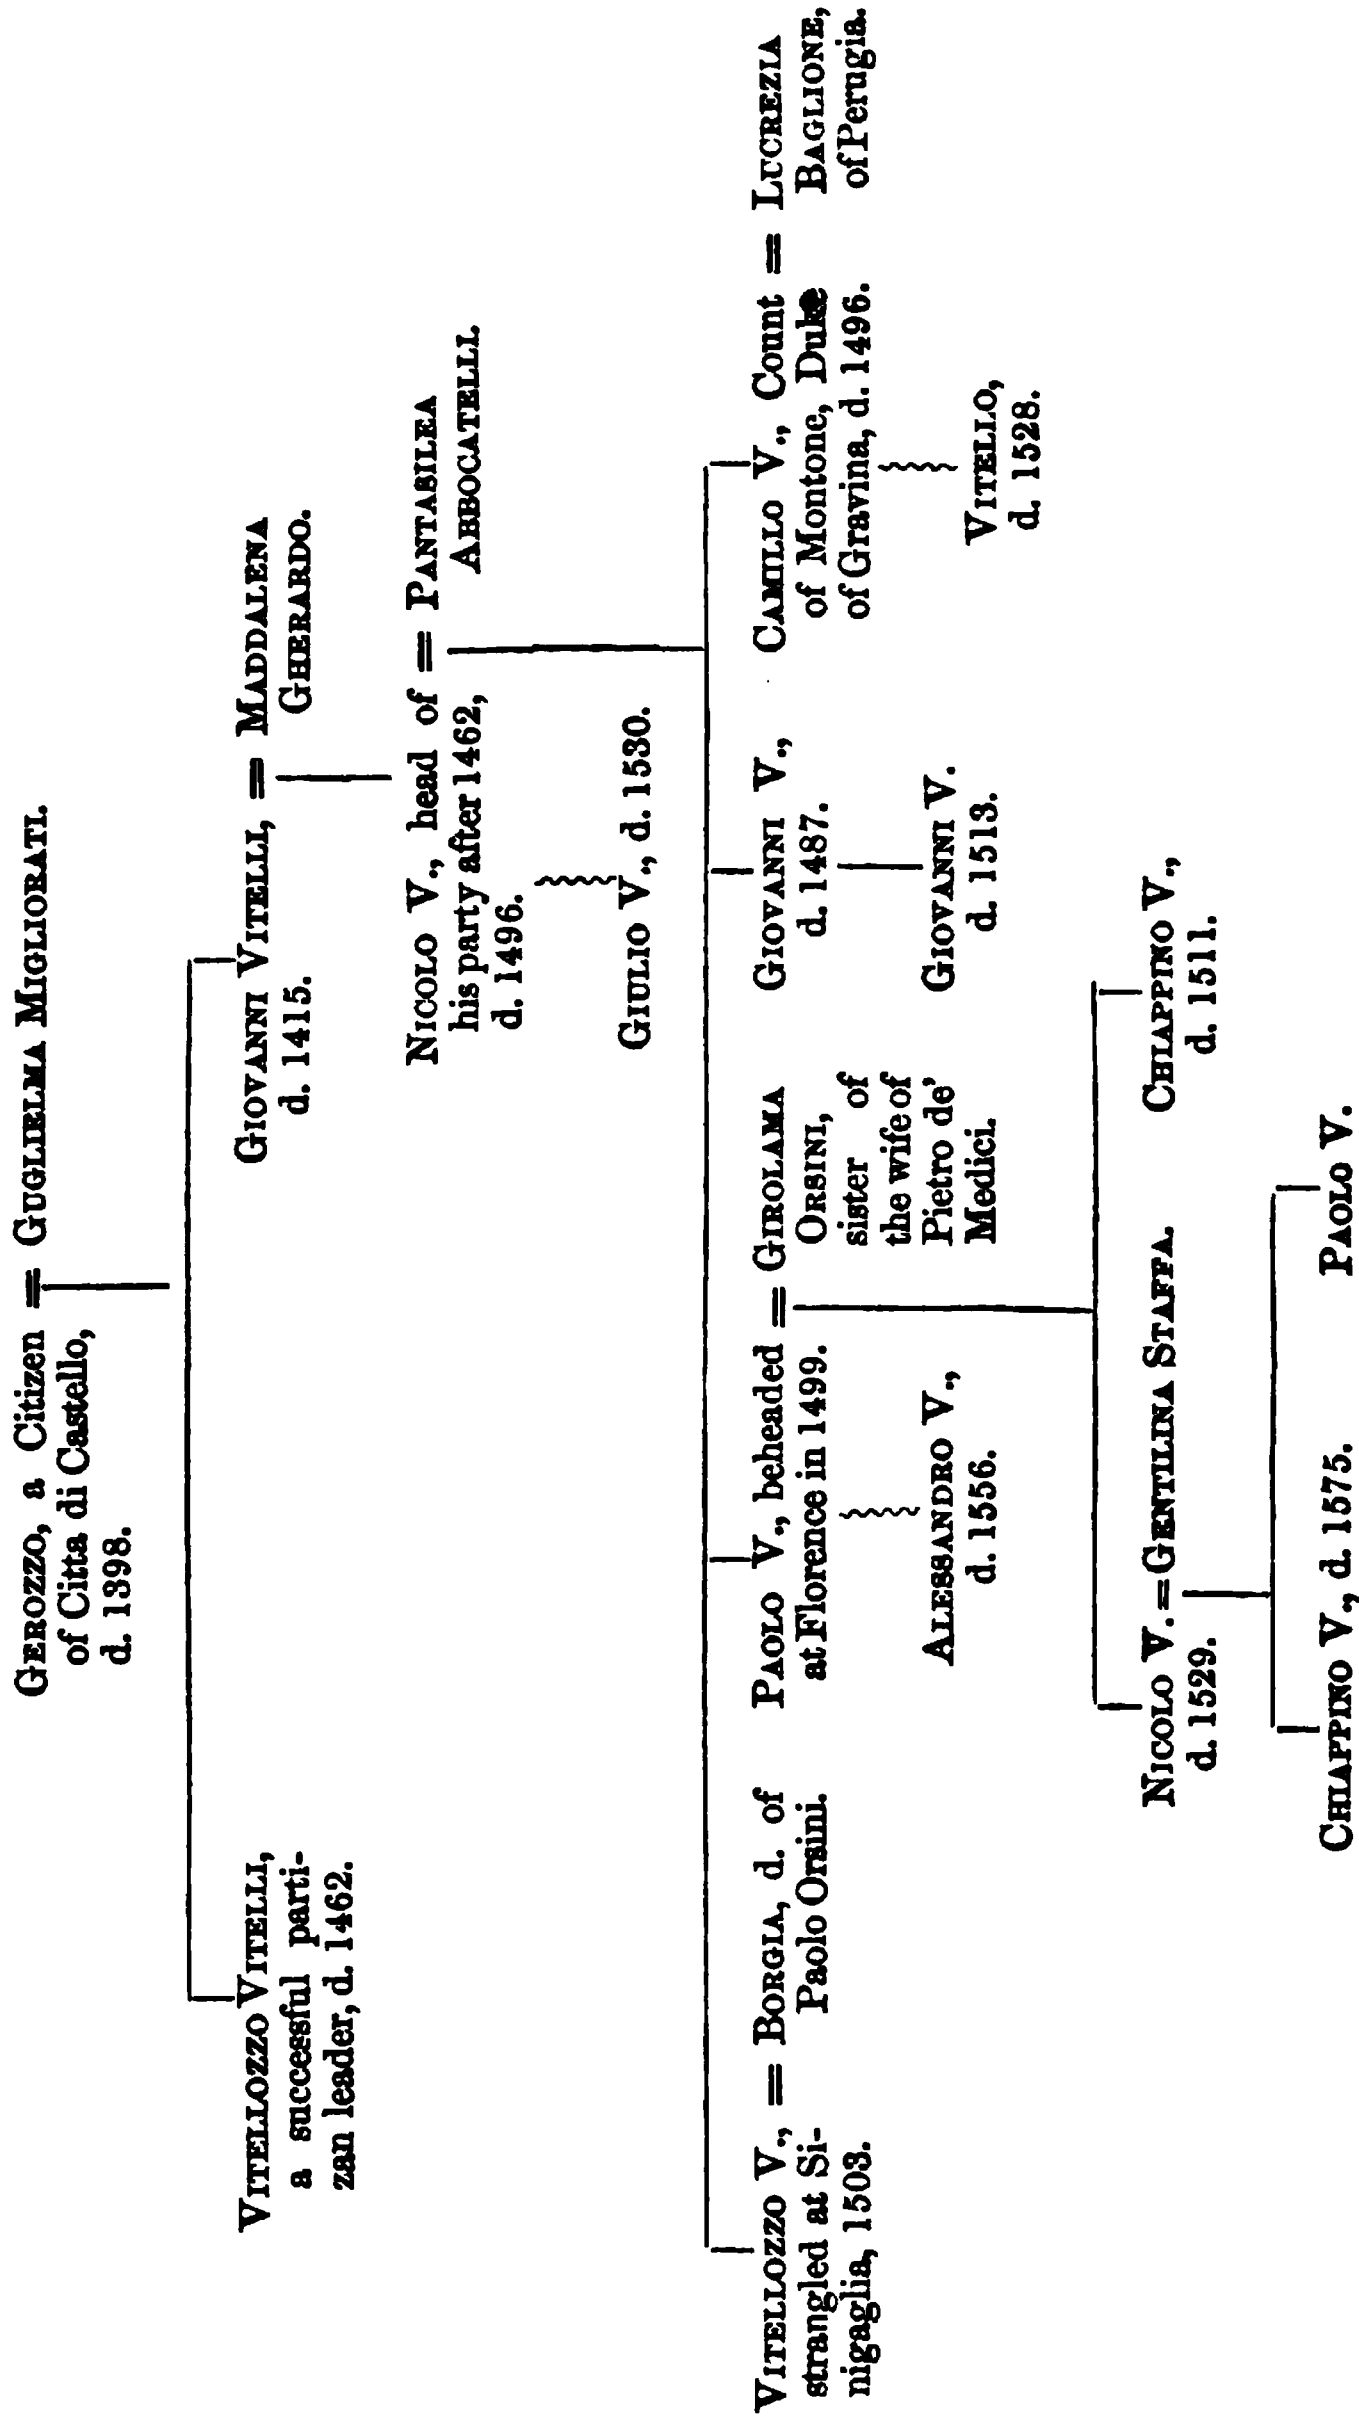 GEROZZO, a Citizen = GUGLIELMA MIGLIORATI.
of Citta di Castello,
d. 1398.
VITELLOZZO VITELLI,
a successful parti-
zan leader, d. 1462.
GIOVANNI VITELLI, = MADDALENA
d. 1415. GHERARDO.
NICOLO V., head of = PANTASILEA
his party after 1462, ABBOCATELLI.
d. 1496.
GIULIO V., d. 1530.
VITELLOZZO V., = BORGIA, d. of
strangled at Si- Paolo Orsini.
nigaglia, 1503.
PAOLO V., beheaded = GIROLAMA
at Florence in 1499. ORSINI,
sister of
the wife of
Pietro de'
Medici.
ALESSANDRO V.,
d. 1556.
GIOVANNI V.,
d. 1487.
GIOVANNI V.
d. 1513.
CAMILLO V., Count = LUCREZIA
of Montone, Duke BAGLIONE,
of Gravina, d. 1496. of Perugia.
VITELLO,
d. 1528.
NICOLO V. = GENTILINA STAFFA.
d. 1529.
CHIAPPINO V.,
d. 1511.
CHIAPPINO V., d. 1575. PAOLO V.